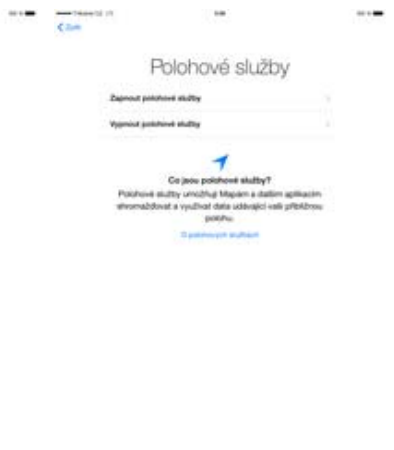 Zpět
Polohové služby
Zapnout polohové služby
Vypnout polohové služby
Co jsou polohové služby?
Polohové služby umožňují Mapám a dalším aplikacím
shromažďovat a využívat data udávající vaši přibližnou
polohu.
O polohových službách